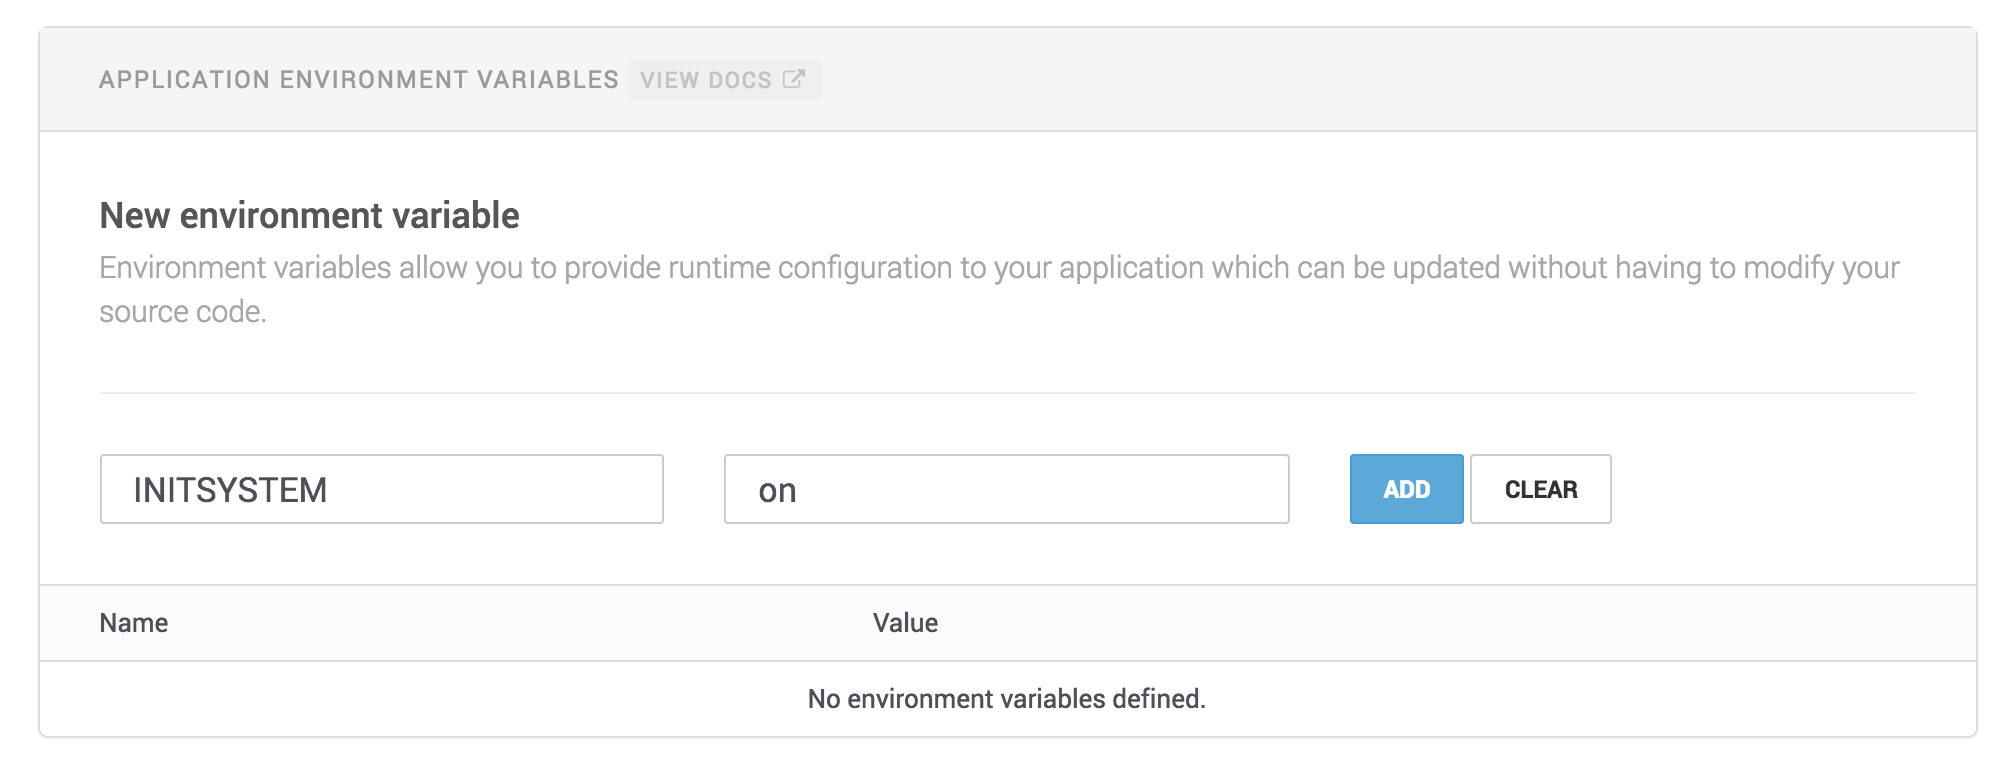 APPLICATION ENVIRONMENT VARIABLES VIEW DOCS
New environment variable
Environment variables allow you to provide runtime configuration to your application which can be updated without having to modify your
source code.
INITSYSTEM on ADD CLEAR
Name Value
No environment variables defined.